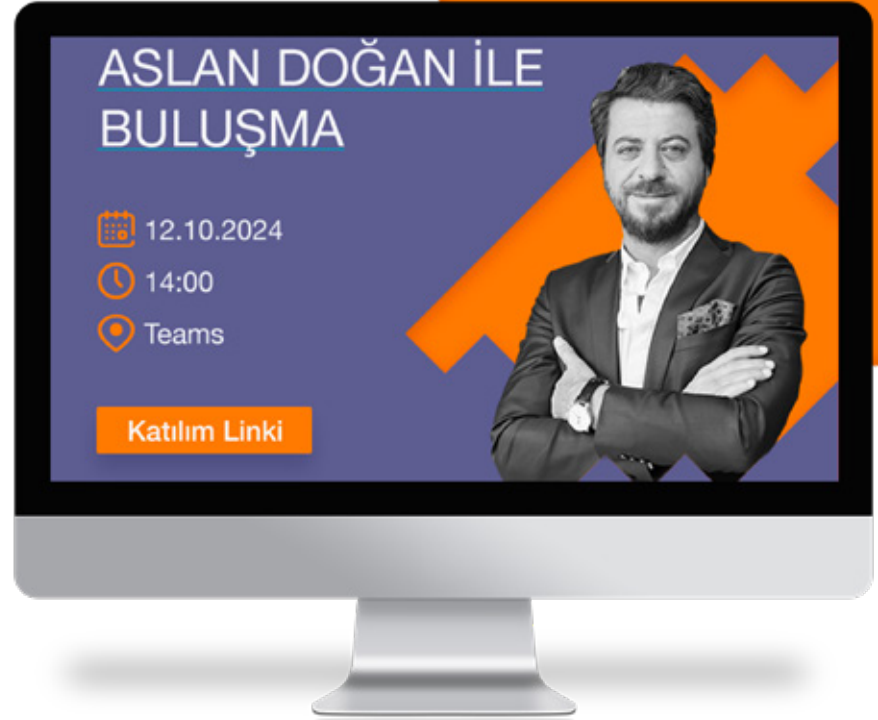 ASLAN DOĞAN İLE
BULUŞMA
12.10.2024
14:00
Teams
Katılım Linki